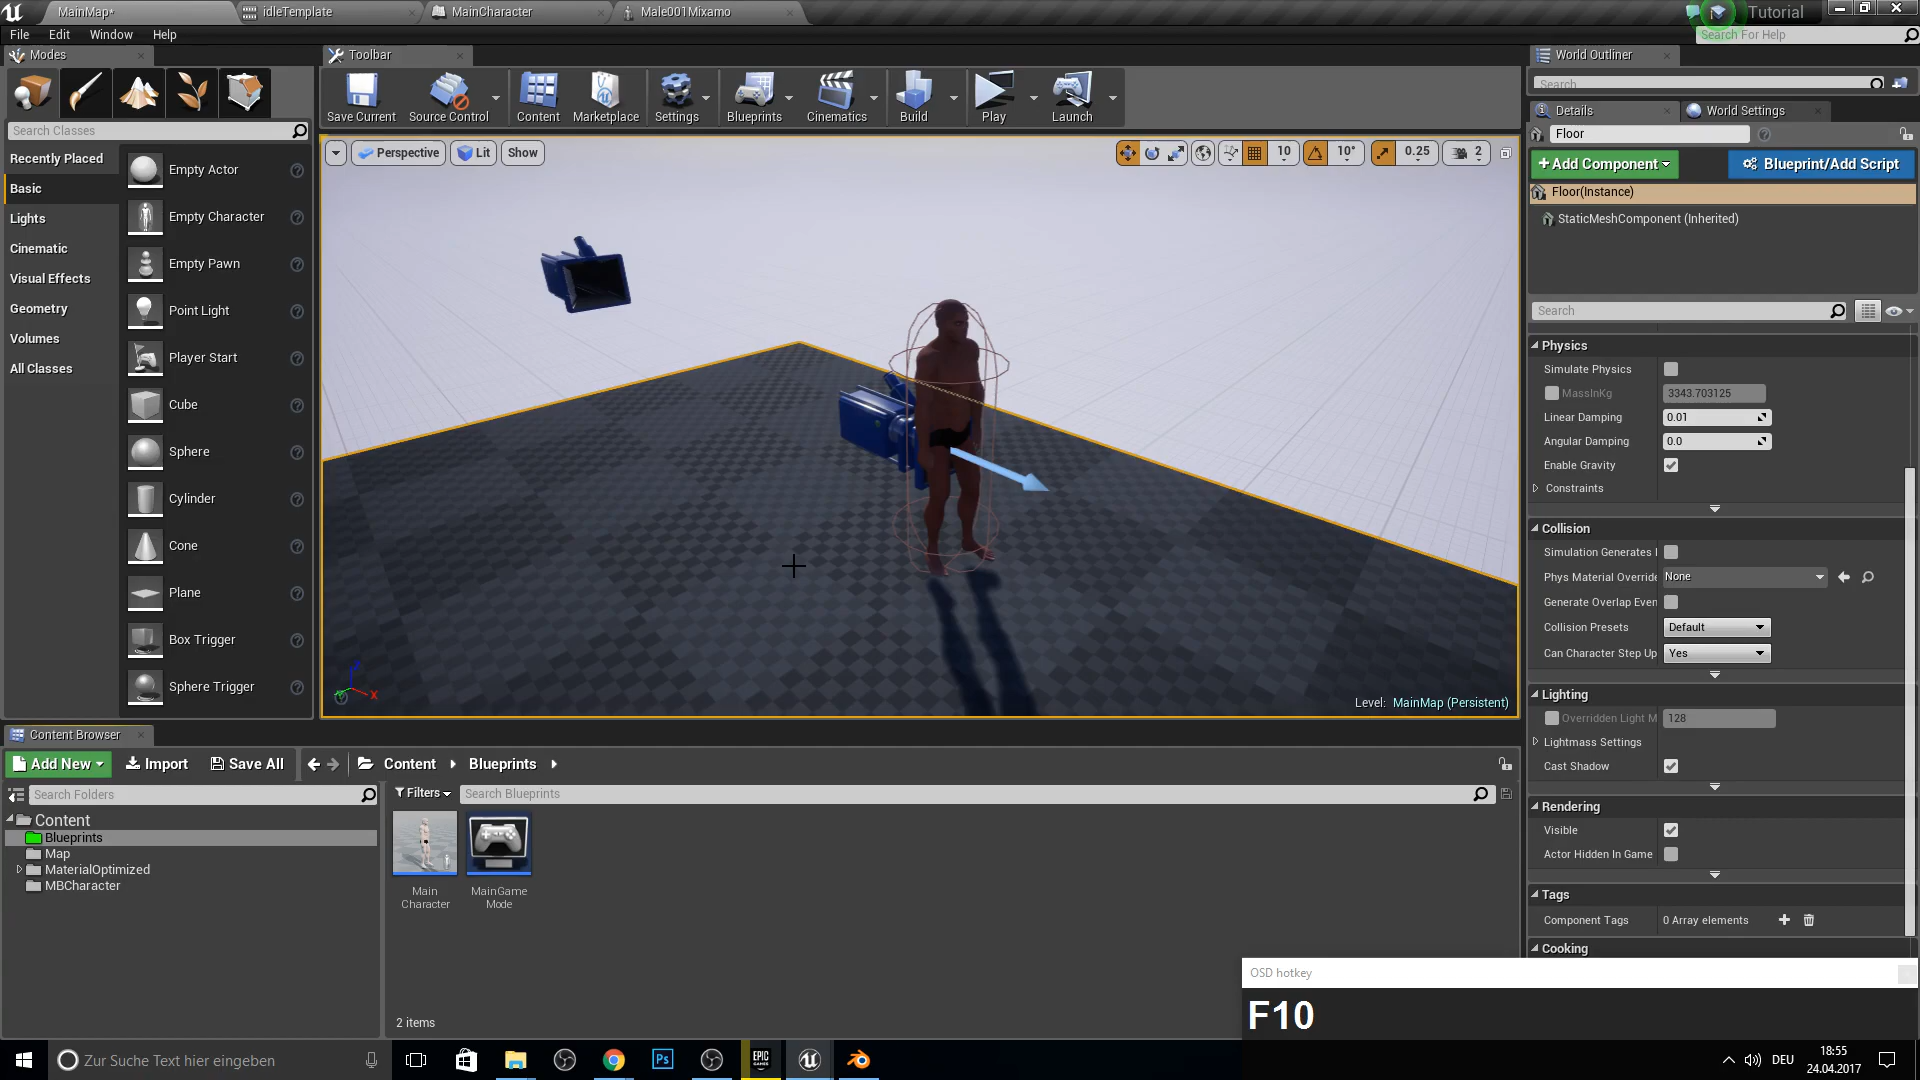 MainMap*
idleTemplate
MainCharacter
Male001Mixamo
Tutorial
File
Edit
Window
Help
Search For Help
Modes
Toolbar
World Outliner
Save Current
Source Control
Content
Marketplace
Settings
Blueprints
Cinematics
Build
Play
Launch
Search
Details
World Settings
Search Classes
Floor
Recently Placed
Basic
Lights
Cinematic
Visual Effects
Geometry
Volumes
All Classes
Empty Actor
Empty Character
Empty Pawn
Point Light
Player Start
Cube
Sphere
Cylinder
Cone
Plane
Box Trigger
Sphere Trigger
Perspective
Lit
Show
10
10°
0.25
2
Level: MainMap (Persistent)
Z
X
+Add Component
Blueprint/Add Script
Floor(Instance)
StaticMeshComponent (Inherited)
Search
Physics
Simulate Physics
MassInKg
3343.703125
Linear Damping
0.01
Angular Damping
0.0
Enable Gravity
Constraints
Collision
Simulation Generates
Phys Material Override
None
Generate Overlap Even
Collision Presets
Default
Can Character Step Up
Yes
Lighting
Overridden Light M
128
Lightmass Settings
Cast Shadow
Rendering
Visible
Actor Hidden In Game
Tags
Component Tags
0 Array elements
Cooking
Content Browser
Add New
Import
Save All
Content
Blueprints
Search Folders
Filters
Search Blueprints
Content
Blueprints
Map
MaterialOptimized
MBCharacter
Main
Character
MainGame
Mode
2 items
OSD hotkey
F10
Zur Suche Text hier eingeben
Ps
EPIC
GAMES
DEU
18:55
24.04.2017